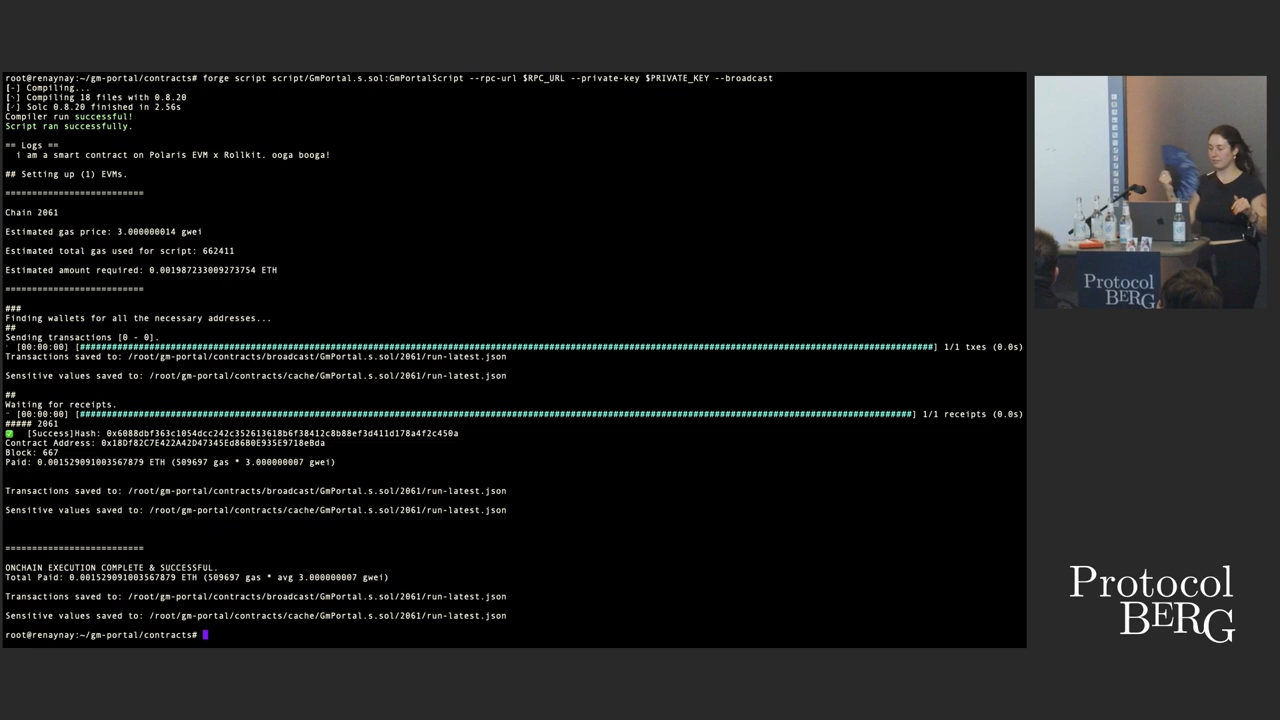 root@renaynay:~/gm-portal/contracts# forge script script/GmPortal.s.sol:GmPortalScript --rpc-url $RPC_URL --private-key $PRIVATE_KEY --broadcast
[-] Compiling...
[⠑] Compiling 18 files with 0.8.20
[⠊] Solc 0.8.20 finished in 2.56s
Compiler run successful!
Script ran successfully.
== Logs ==
i am a smart contract on Polaris EVM x Rollkit. ooga booga!
## Setting up (1) EVMs.
==========================
Chain 2061
Estimated gas price: 3.000000014 gwei
Estimated total gas used for script: 662411
Estimated amount required: 0.001987233009273754 ETH
==========================
###
Finding wallets for all the necessary addresses...
##
Sending transactions [0 - 0].
[00:00:00] [################################################################] 1/1 txes (0.0s)
Transactions saved to: /root/gm-portal/contracts/broadcast/GmPortal.s.sol/2061/run-latest.json
Sensitive values saved to: /root/gm-portal/contracts/cache/GmPortal.s.sol/2061/run-latest.json
##
Waiting for receipts.
[00:00:00] [################################################################] 1/1 receipts (0.0s)
##### 2061
✅ [Success]Hash: 0x6088dbf363c1054dcc242c352613618b6f38412c8b88ef3d411d178a4f2c450a
Contract Address: 0x18Df82C7E422A42D47345Ed86B0E935E9718eBda
Block: 667
Paid: 0.001529091003567879 ETH (509697 gas * 3.000000007 gwei)
Transactions saved to: /root/gm-portal/contracts/broadcast/GmPortal.s.sol/2061/run-latest.json
Sensitive values saved to: /root/gm-portal/contracts/cache/GmPortal.s.sol/2061/run-latest.json
==========================
ONCHAIN EXECUTION COMPLETE & SUCCESSFUL.
Total Paid: 0.001529091003567879 ETH (509697 gas * avg 3.000000007 gwei)
Transactions saved to: /root/gm-portal/contracts/broadcast/GmPortal.s.sol/2061/run-latest.json
Sensitive values saved to: /root/gm-portal/contracts/cache/GmPortal.s.sol/2061/run-latest.json
root@renaynay:~/gm-portal/contracts#
Protocol
BERG
Protocol
BERG